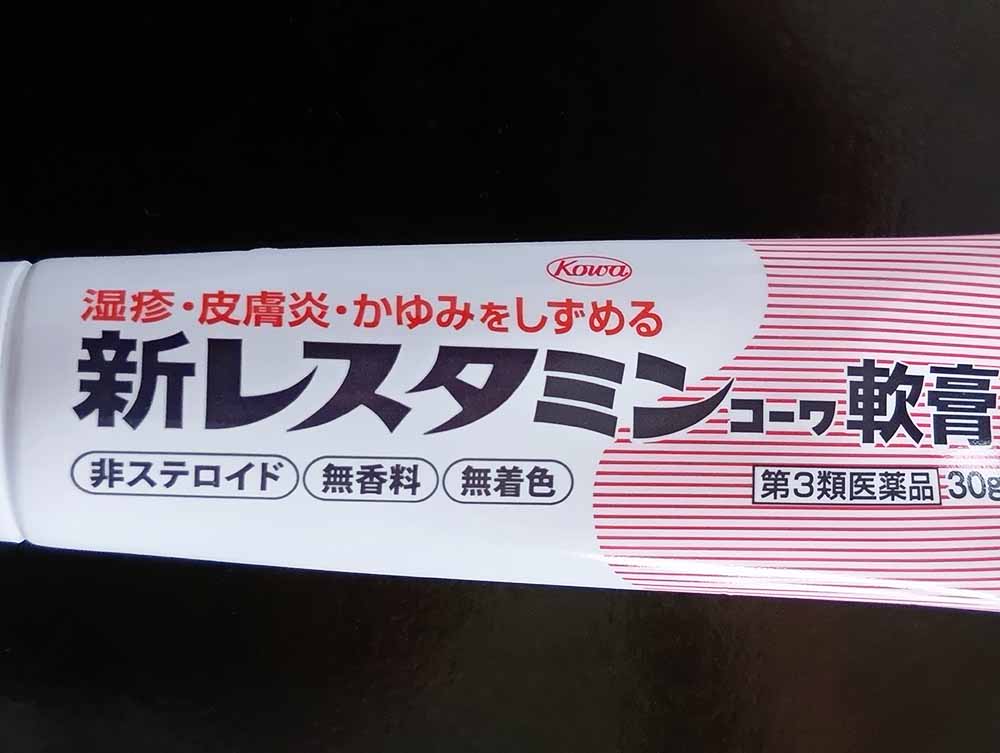 Kowa
湿疹・皮膚炎・かゆみをしずめる
新レスタミンコーワ軟膏
非ステロイド 無香料 無着色
第3類医薬品 30g